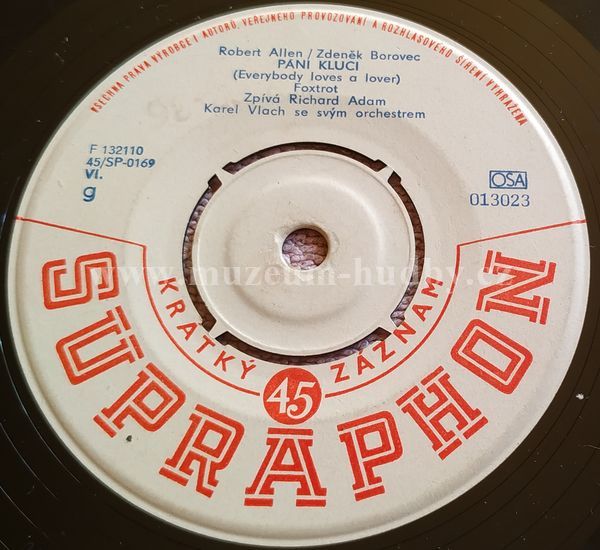 VŠECHNA PRÁVA VÝROBCE I AUTORŮ, VEŘEJNÉHO PROVOZOVÁNÍ A ROZHLASOVÉHO ŠÍŘENÍ VYHRAZENA
Robert Allen/Zdeněk Borovec
PÁNI KLUCI
(Everybody loves a lover)
Foxtrot
Zpívá Richard Adam
Karel Vlach se svým orchestrem
F 132110
45/SP-0169
VI.
g
OSA
013023
www.muzeum-hudby.cz
KRÁTKÝ 45 ZÁZNAM
SUPRAPHON